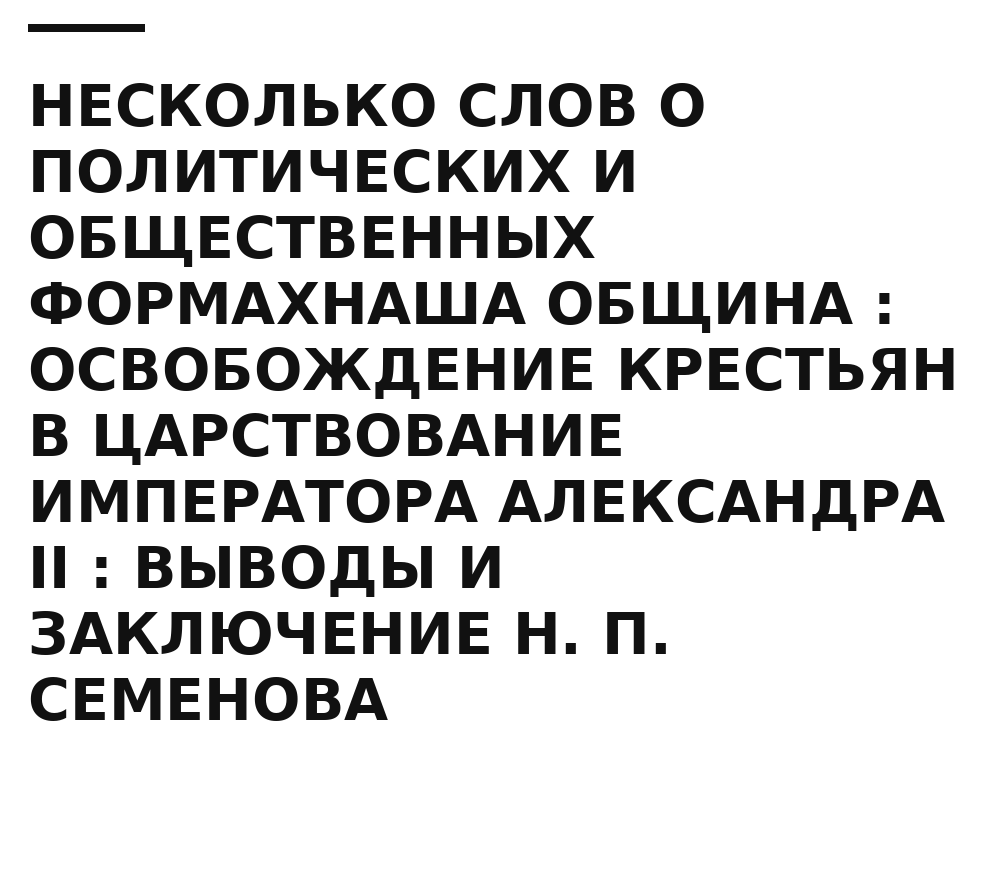 НЕСКОЛЬКО СЛОВ О
ПОЛИТИЧЕСКИХ И
ОБЩЕСТВЕННЫХ
ФОРМАХНАША ОБЩИНА :
ОСВОБОЖДЕНИЕ КРЕСТЬЯН
В ЦАРСТВОВАНИЕ
ИМПЕРАТОРА АЛЕКСАНДРА
II : ВЫВОДЫ И
ЗАКЛЮЧЕНИЕ Н. П.
СЕМЕНОВА